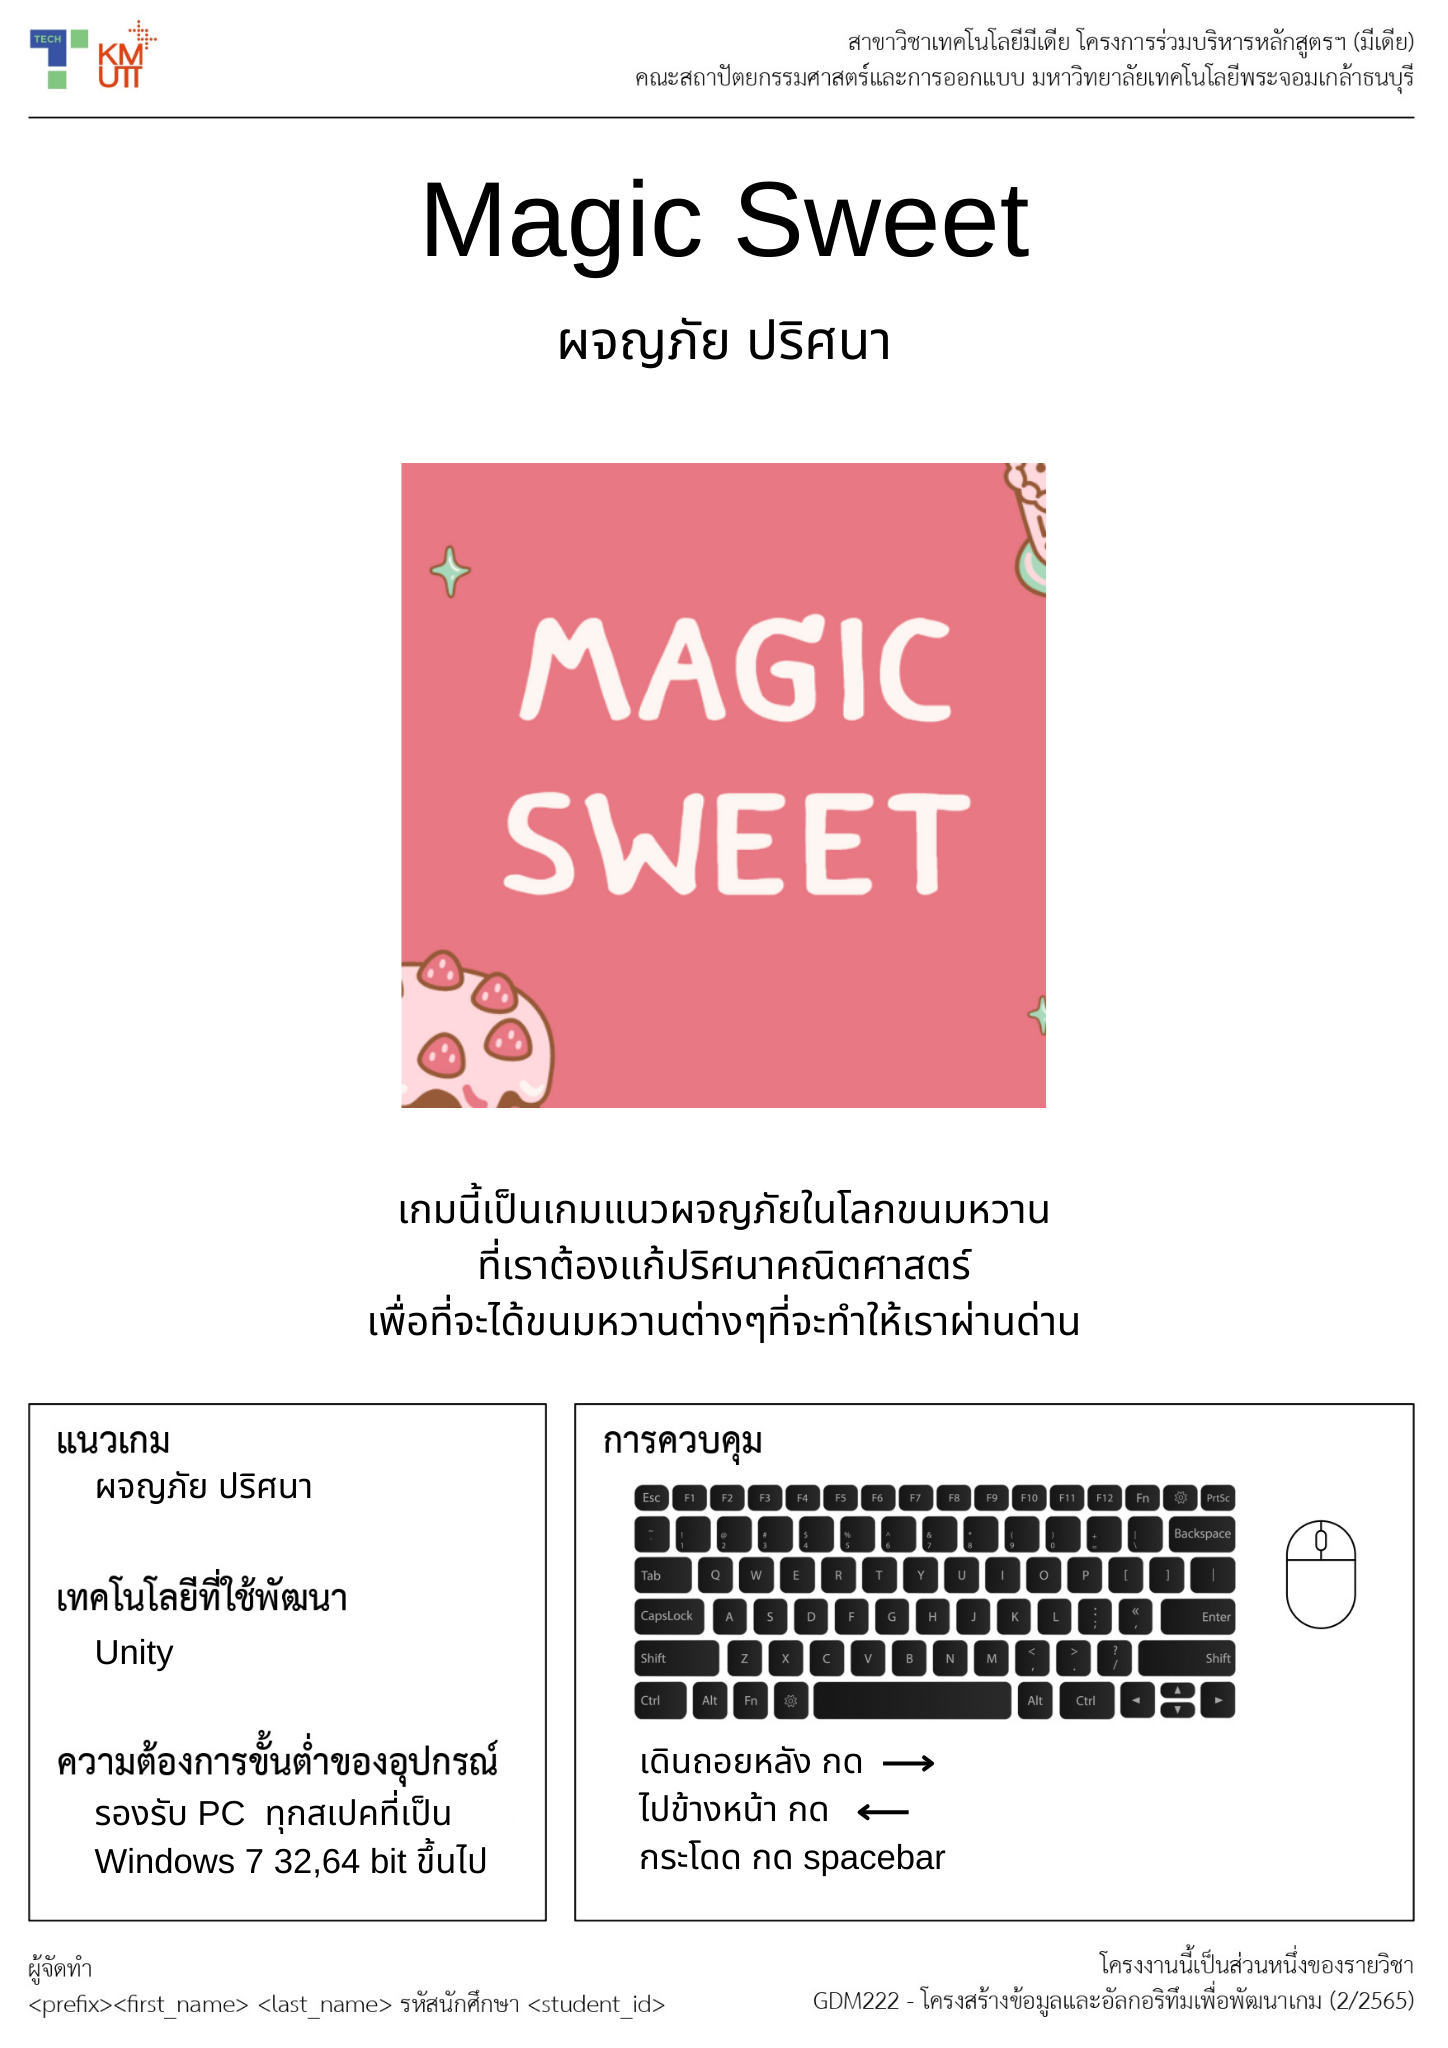 TECH
KM
UTT
สาขาวิชาเทคโนโลยีมีเดีย โครงการร่วมบริหารหลักสูตรฯ (มีเดีย)
คณะสถาปัตยกรรมศาสตร์และการออกแบบ มหาวิทยาลัยเทคโนโลยีพระจอมเกล้าธนบุรี
Magic Sweet
ผจญภัย ปริศนา
MAGIC
SWEET
เกมนี้เป็นเกมแนวผจญภัยในโลกขนมหวาน
ที่เราต้องแก้ปริศนาคณิตศาสตร์
เพื่อที่จะได้ขนมหวานต่างๆที่จะทำให้เราผ่านด่าน
แนวเกม
ผจญภัย ปริศนา
เทคโนโลยีที่ใช้พัฒนา
Unity
ความต้องการขั้นต่ำของอุปกรณ์
รองรับ PC ทุกสเปคที่เป็น
Windows 7 32,64 bit ขึ้นไป
การควบคุม
Esc F1 F2 F3 F4 F5 F6 F7 F8 F9 F10 F11 F12 Fn PrtSc
~ ! @ # $ % ^ & * ( ) + | Backspace
1 2 3 4 5 6 7 8 9 0 = \
Tab Q W E R T Y U I O P [ ] |
CapsLock A S D F G H J K L : ; « , Enter
Shift Z X C V B N M < , > . ? / Shift
Ctrl Alt Fn Alt Ctrl ◄ ▲ ▼ ►
เดินถอยหลัง กด →
ไปข้างหน้า กด ←
กระโดด กด spacebar
ผู้จัดทำ
<prefix><first_name> <last_name> รหัสนักศึกษา <student_id>
โครงงานนี้เป็นส่วนหนึ่งของรายวิชา
GDM222 - โครงสร้างข้อมูลและอัลกอริทึมเพื่อพัฒนาเกม (2/2565)